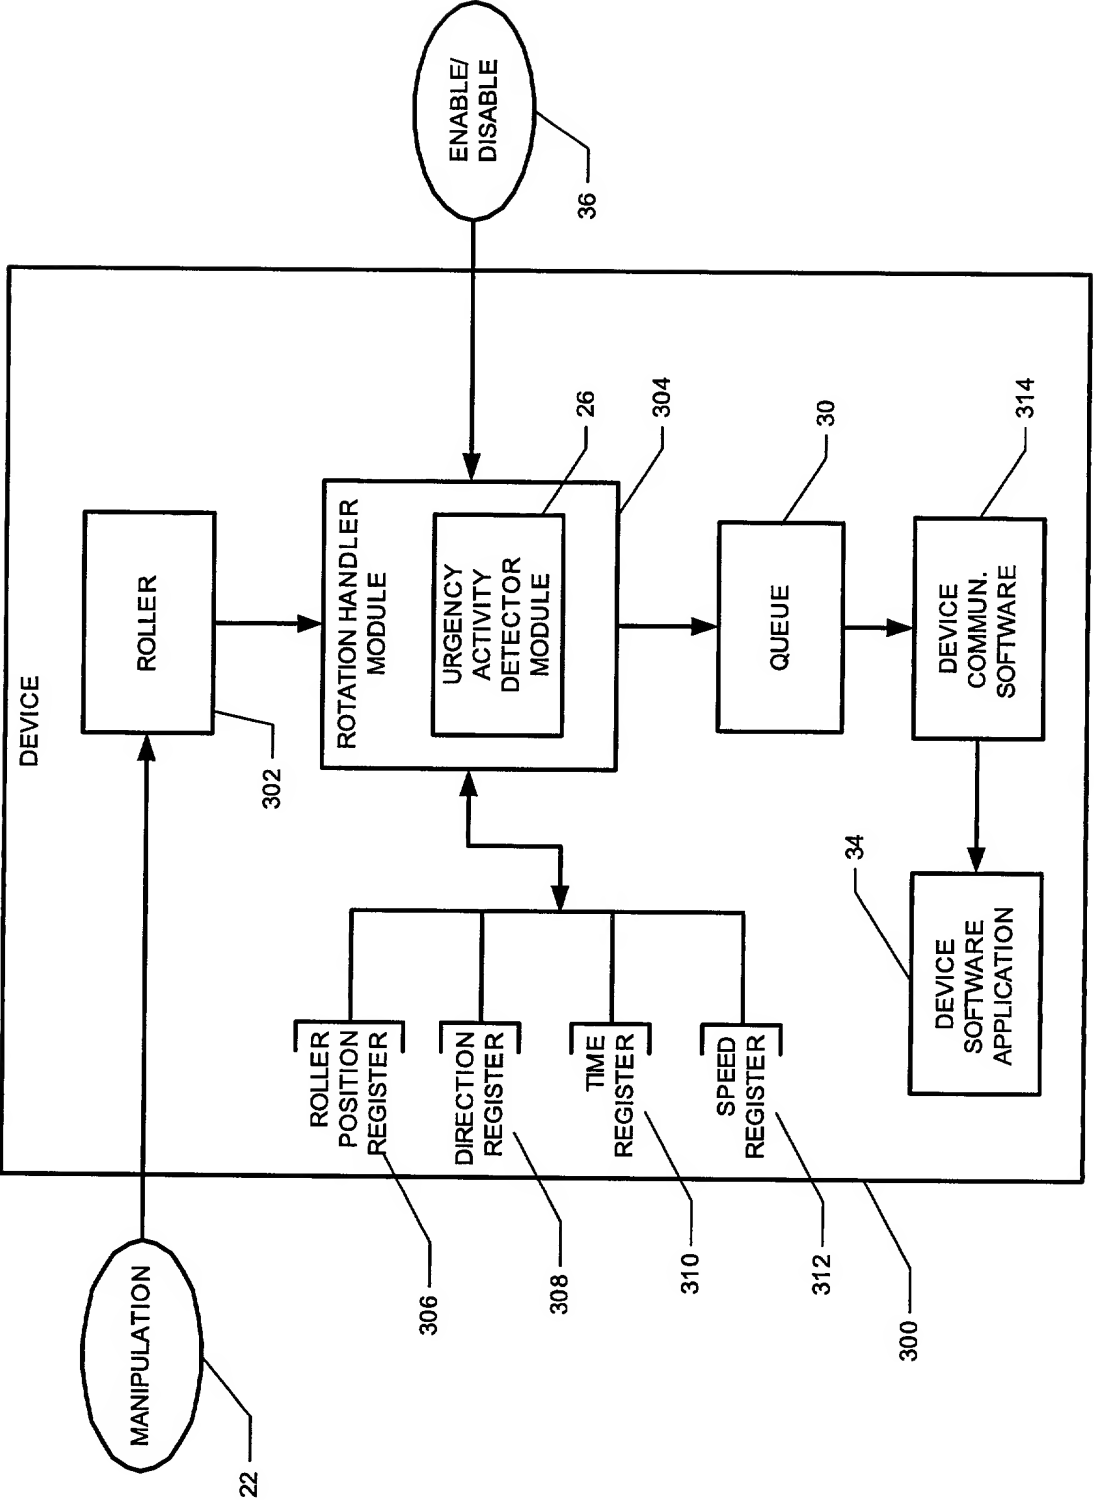 DEVICE
MANIPULATION
22
ROLLER
302
ENABLE/
DISABLE
36
ROTATION HANDLER
MODULE
URGENCY
ACTIVITY
DETECTOR
MODULE
26
304
ROLLER
POSITION
REGISTER
306
DIRECTION
REGISTER
308
TIME
REGISTER
310
SPEED
REGISTER
312
QUEUE
30
DEVICE
COMMUN.
SOFTWARE
314
DEVICE
SOFTWARE
APPLICATION
34
300